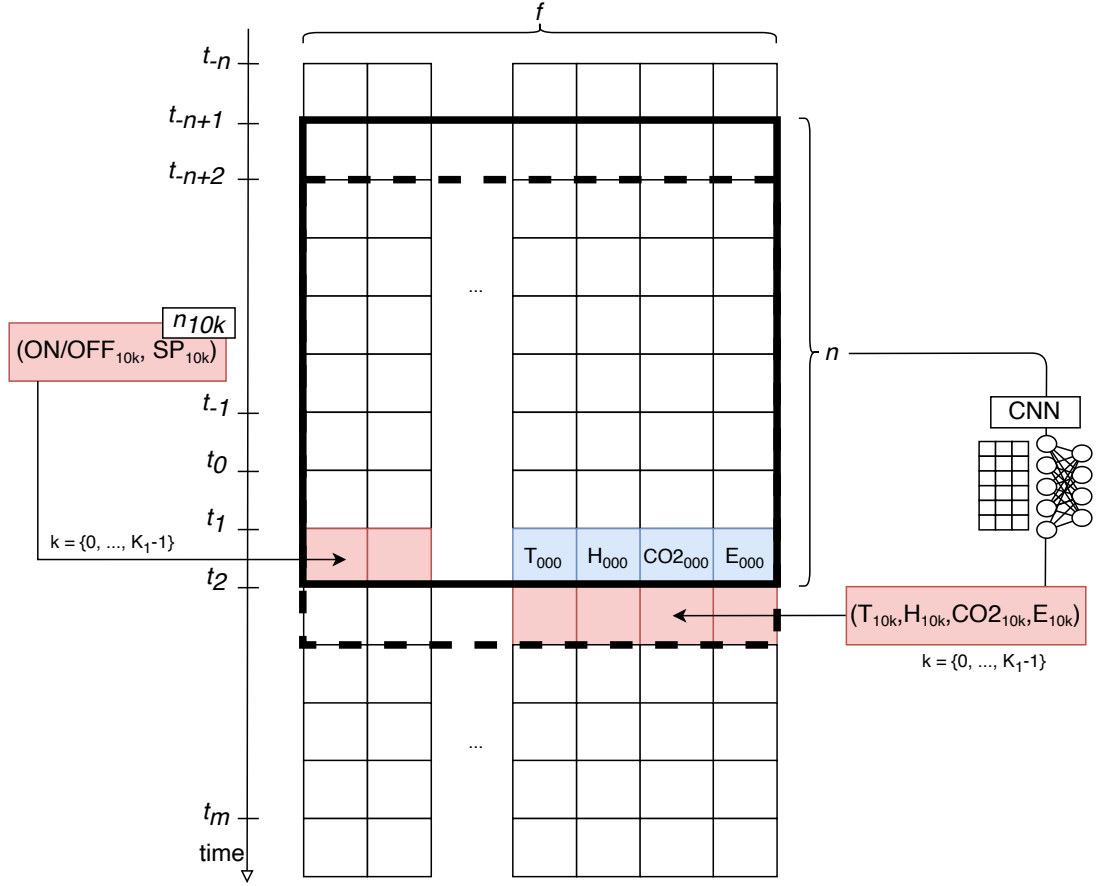 f
t-n
t-n+1
t-n+2
...
n10k
(ON/OFF10k, SP10k)
n
t-1
CNN
t0
t1
k = {0, ..., K1-1}
T000 H000 CO2000 E000
t2
(T10k,H10k,CO210k,E10k)
k = {0, ..., K1-1}
...
tm
time